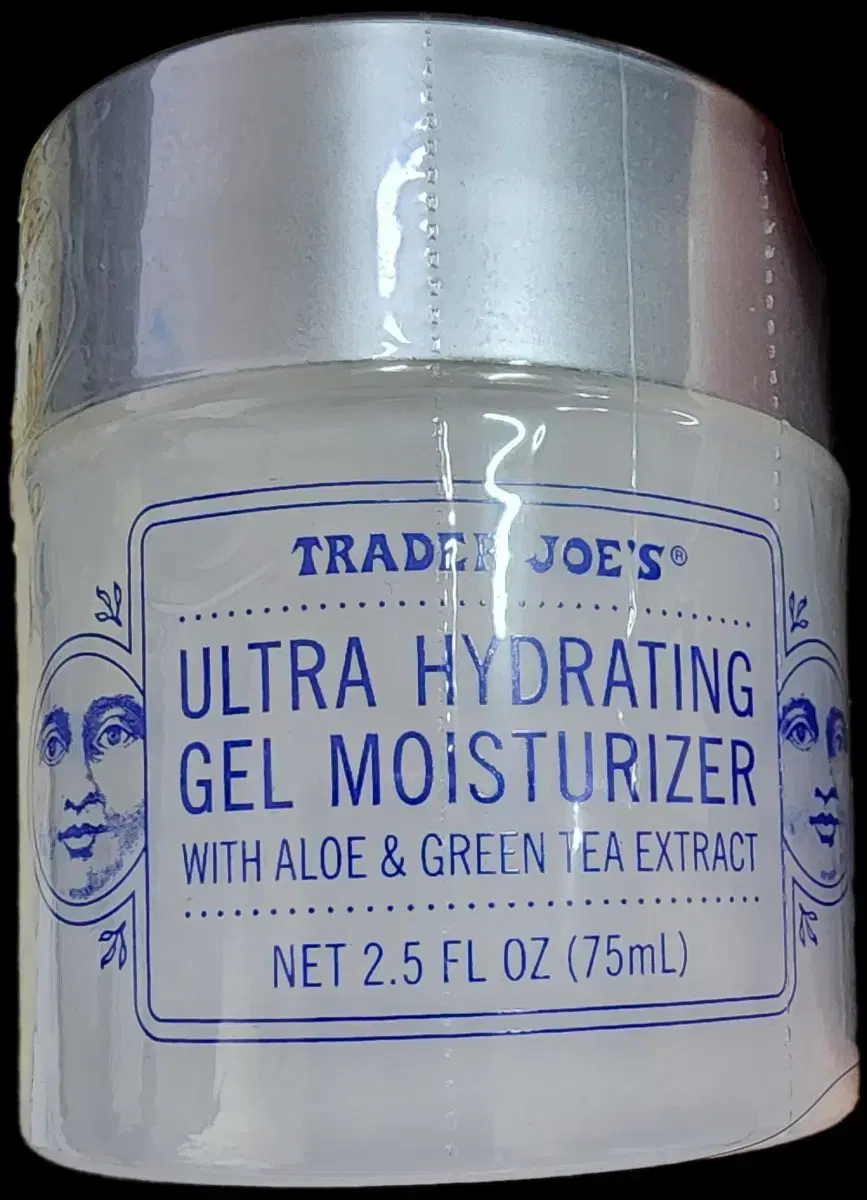 TRADER JOE'S®
ULTRA HYDRATING
GEL MOISTURIZER
WITH ALOE & GREEN TEA EXTRACT
NET 2.5 FL OZ (75mL)